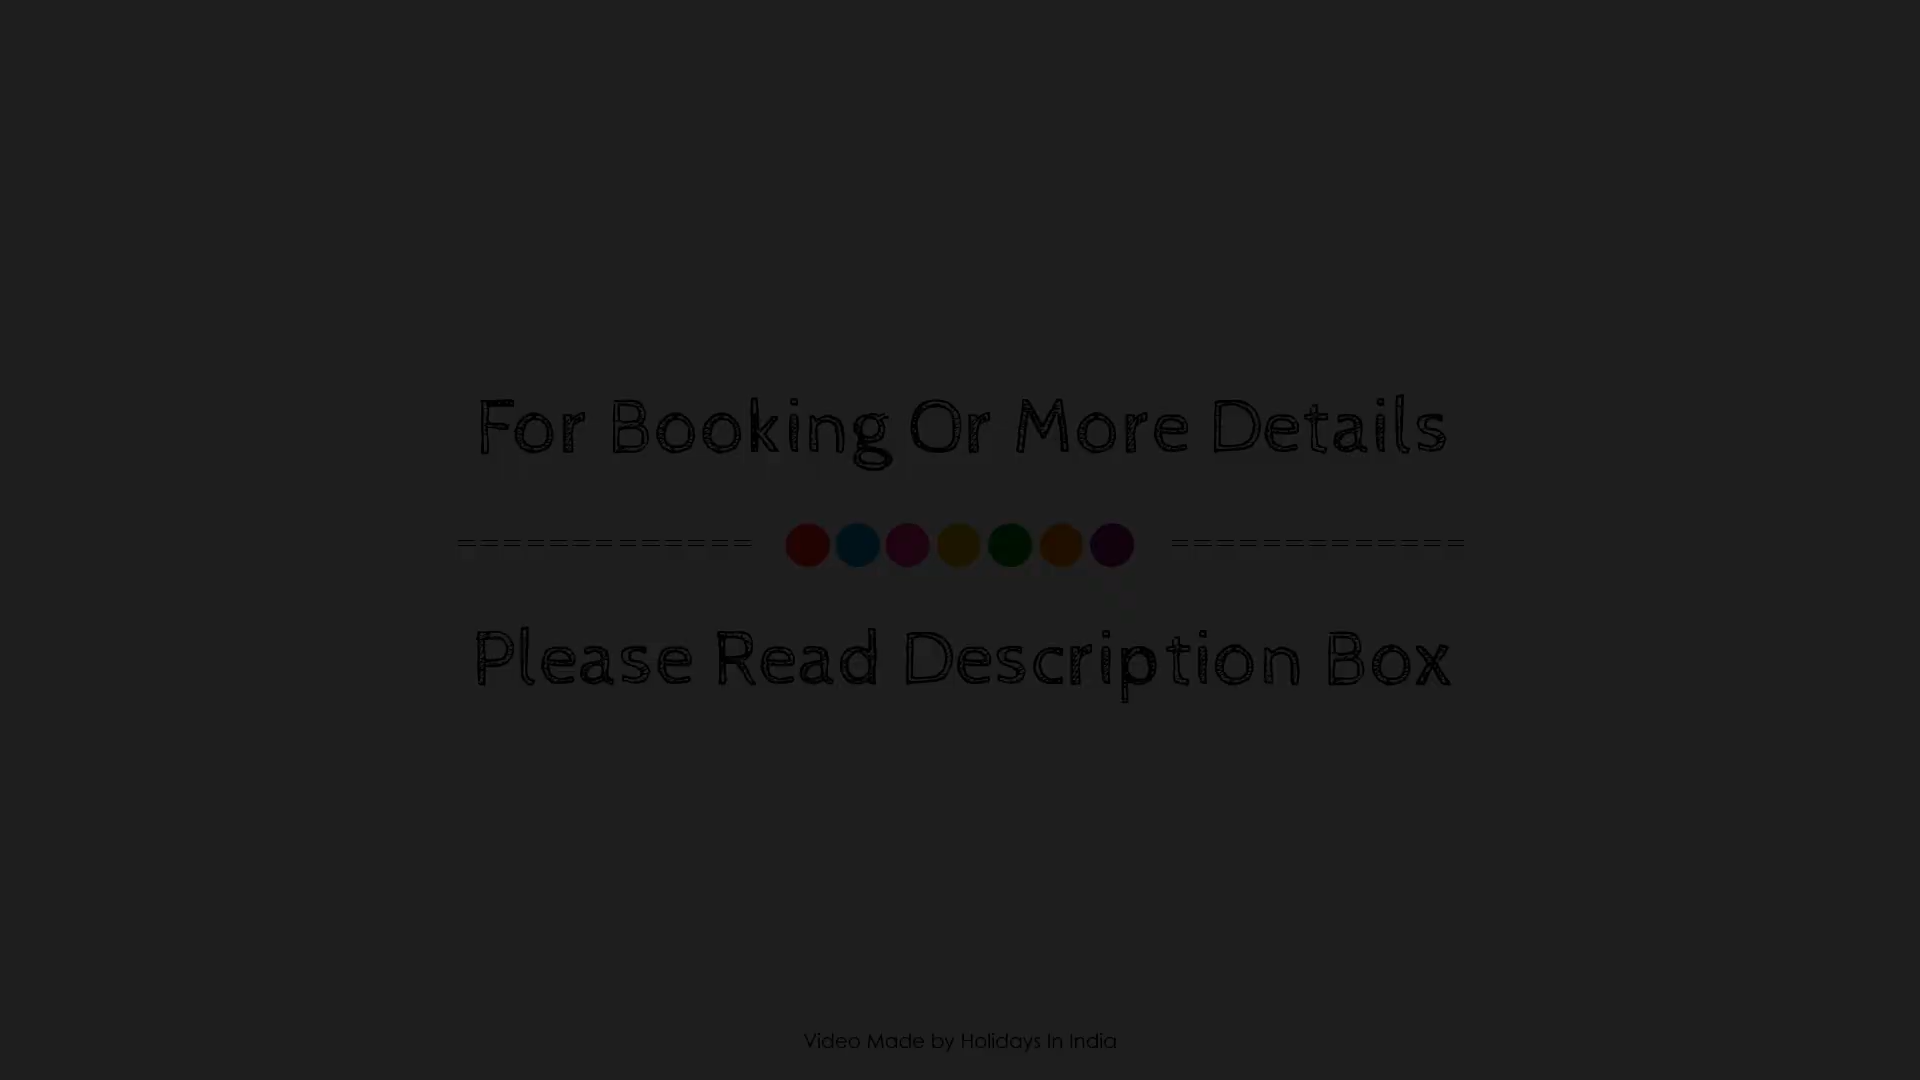 For Booking Or More Details
============= =============
Please Read Description Box
Video Made by Holidays In India